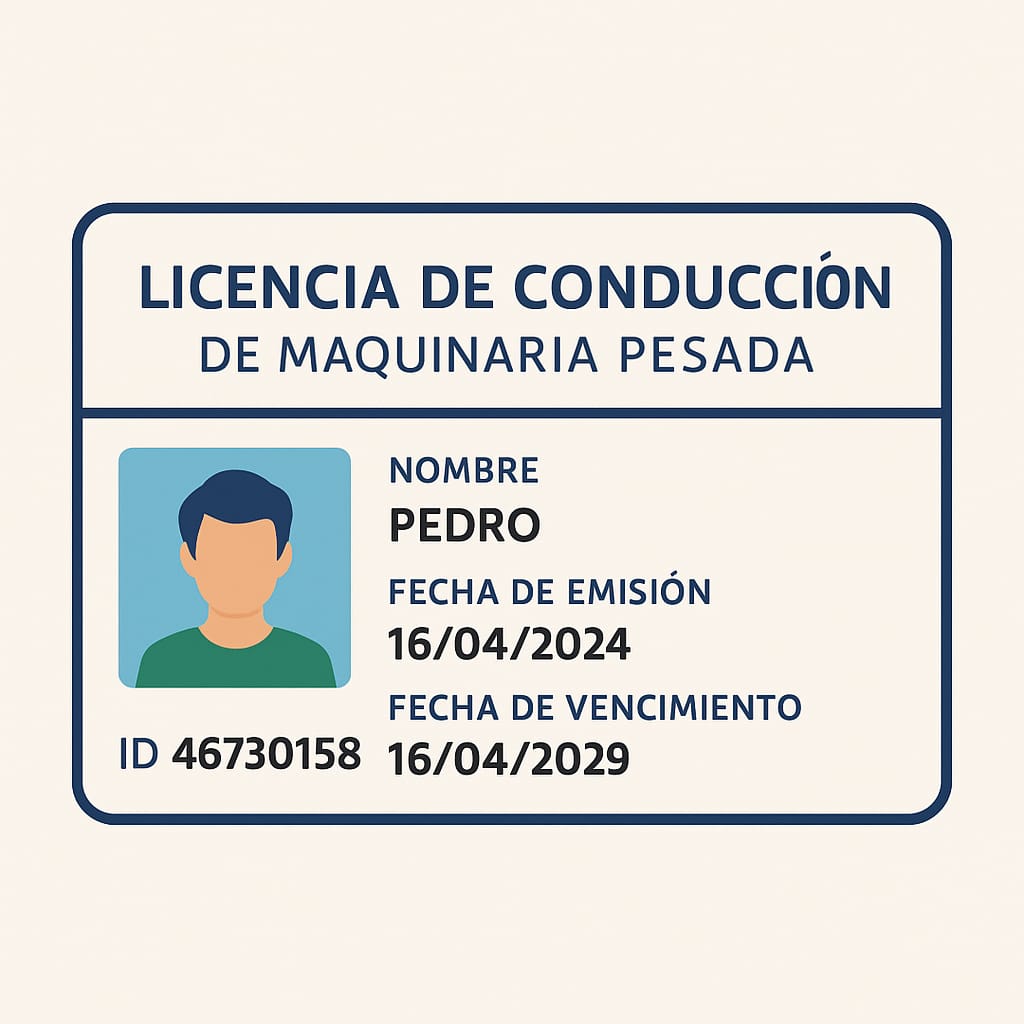 LICENCIA DE CONDUCCIÓN
DE MAQUINARIA PESADA
NOMBRE
PEDRO
FECHA DE EMISIÓN
16/04/2024
FECHA DE VENCIMIENTO
16/04/2029
ID 46730158